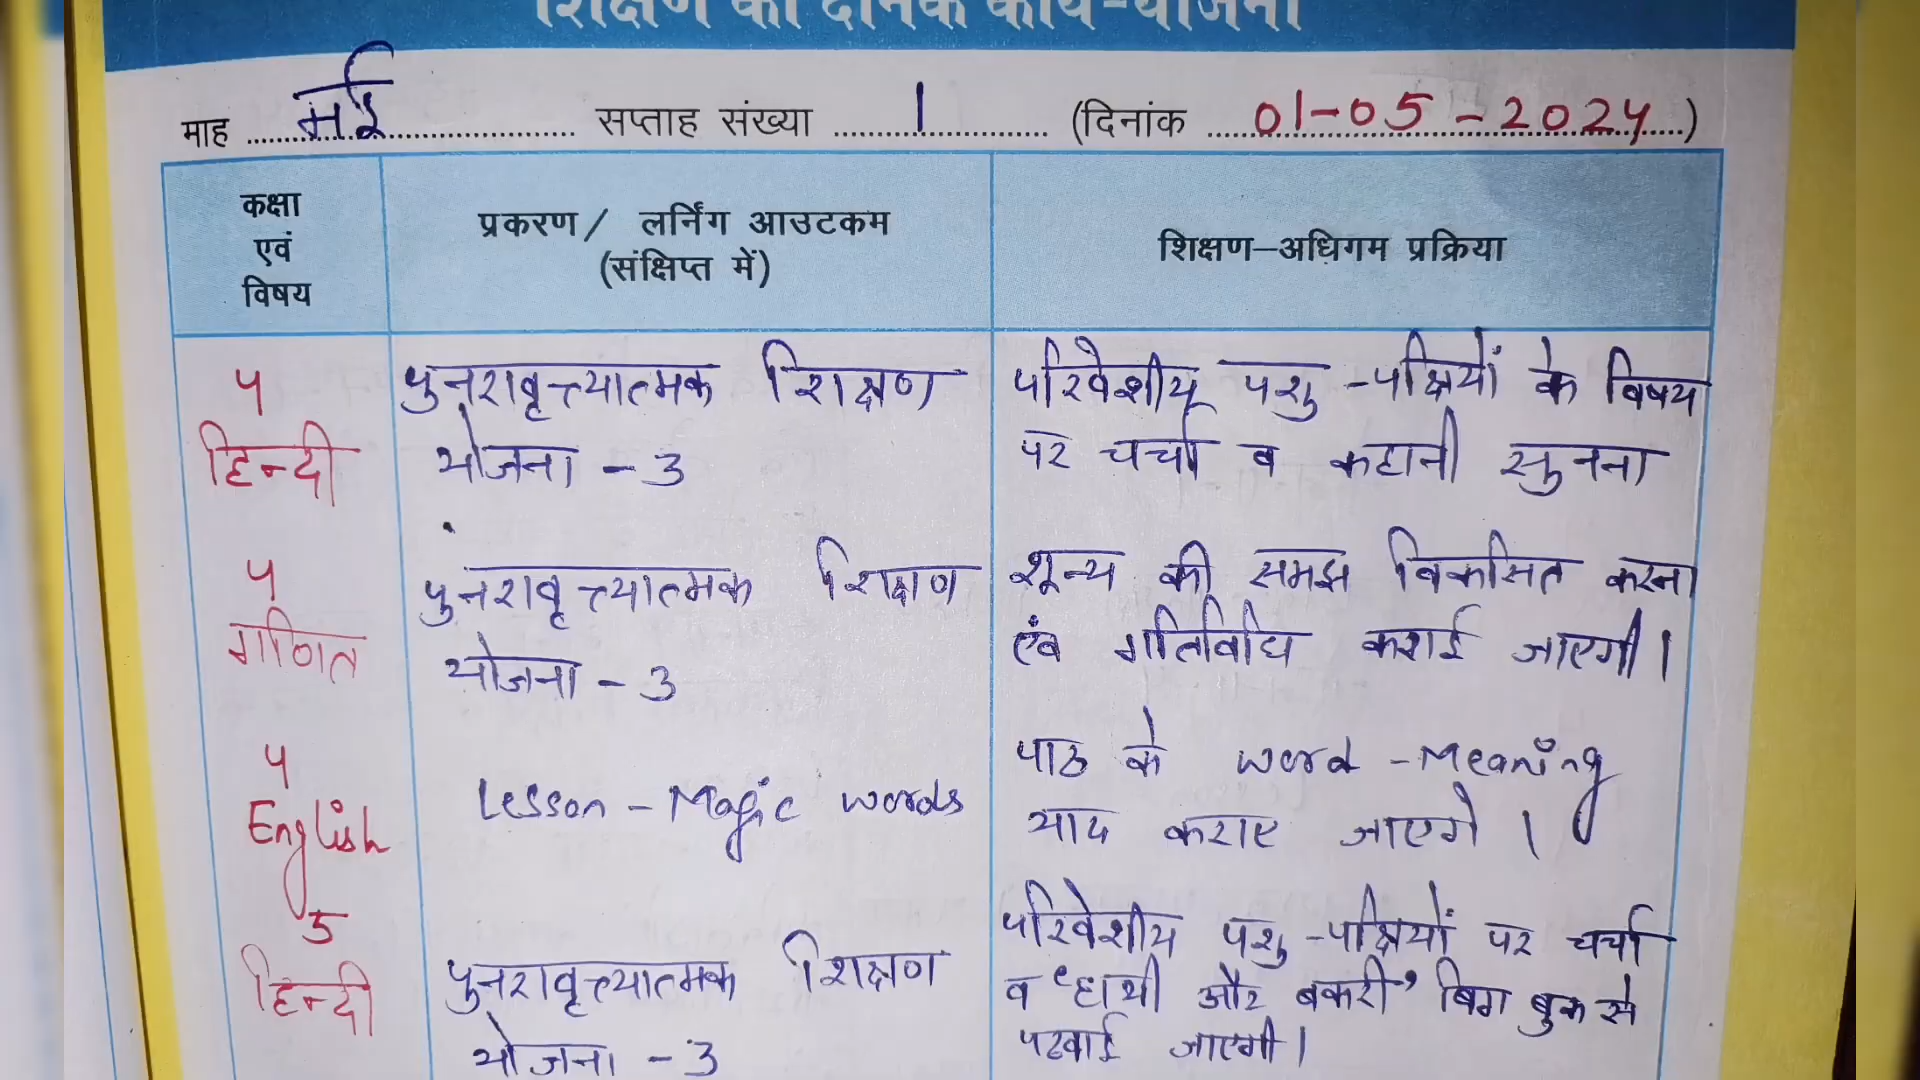 शिक्षण की दैनिक कार्य-योजना
माह मई सप्ताह संख्या 1 (दिनांक 01-05-2024)
कक्षा
एवं
विषय
प्रकरण / लर्निंग आउटकम
(संक्षिप्त में)
शिक्षण-अधिगम प्रक्रिया
4
हिन्दी
पुनरावृत्त्यात्मक शिक्षण
योजना - 3
परिवेशीय पशु-पक्षियों के विषय
पर चर्चा व कहानी सुनना
4
गणित
पुनरावृत्त्यात्मक शिक्षण
योजना - 3
शून्य की समझ विकसित करना
एंव गतिविधि कराई जाएगी।
4
English
Lesson - Magic words
पाठ के word-Meaning
याद कराए जाएगे।
5
हिन्दी
पुनरावृत्त्यात्मक शिक्षण
योजना - 3
परिवेशीय पशु-पक्षियों पर चर्चा
व 'हाथी और बकरी' बिग बुक से
पढवाई जाएगी।